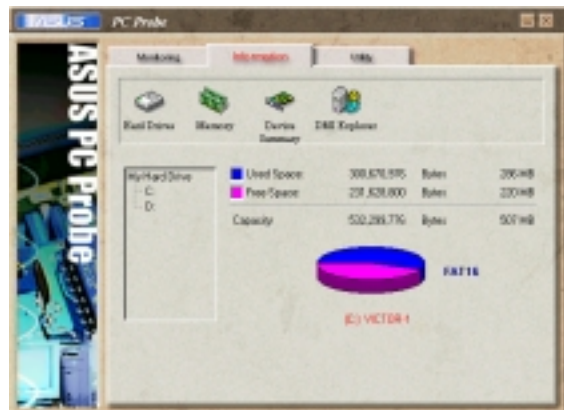 ASUS PC Probe
ASUS PC Probe
Monitoring Information Utility
Hard Drives Memory Device Summary DMI Explorer
My Hard Drive
C:
D:
Used Space: 300,670,976 Bytes 286 MB
Free Space: 231,628,800 Bytes 220 MB
Capacity 532,299,776 Bytes 507 MB
FAT16
(C:) VICTOR-1